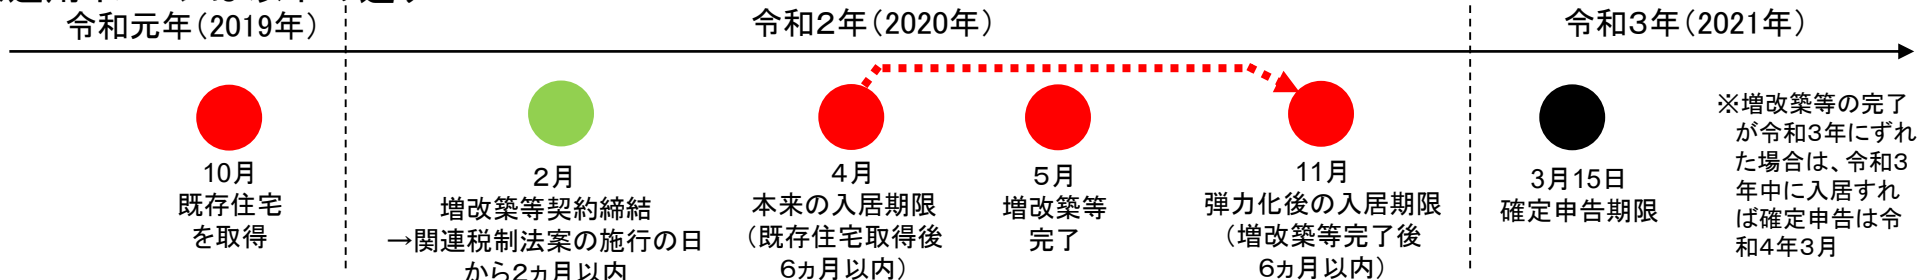 令和元年（2019年）
令和２年（2020年）
令和３年（2021年）
10月
既存住宅
を取得
２月
増改築等契約締結
→関連税制法案の施行の日
から２ヵ月以内
４月
本来の入居期限
（既存住宅取得後
６ヵ月以内）
５月
増改築等
完了
11月
弾力化後の入居期限
（増改築等完了後
６ヵ月以内）
3月15日
確定申告期限
※増改築等の完了
が令和３年にずれ
た場合は、令和３
年中に入居すれ
ば確定申告は令
和４年３月